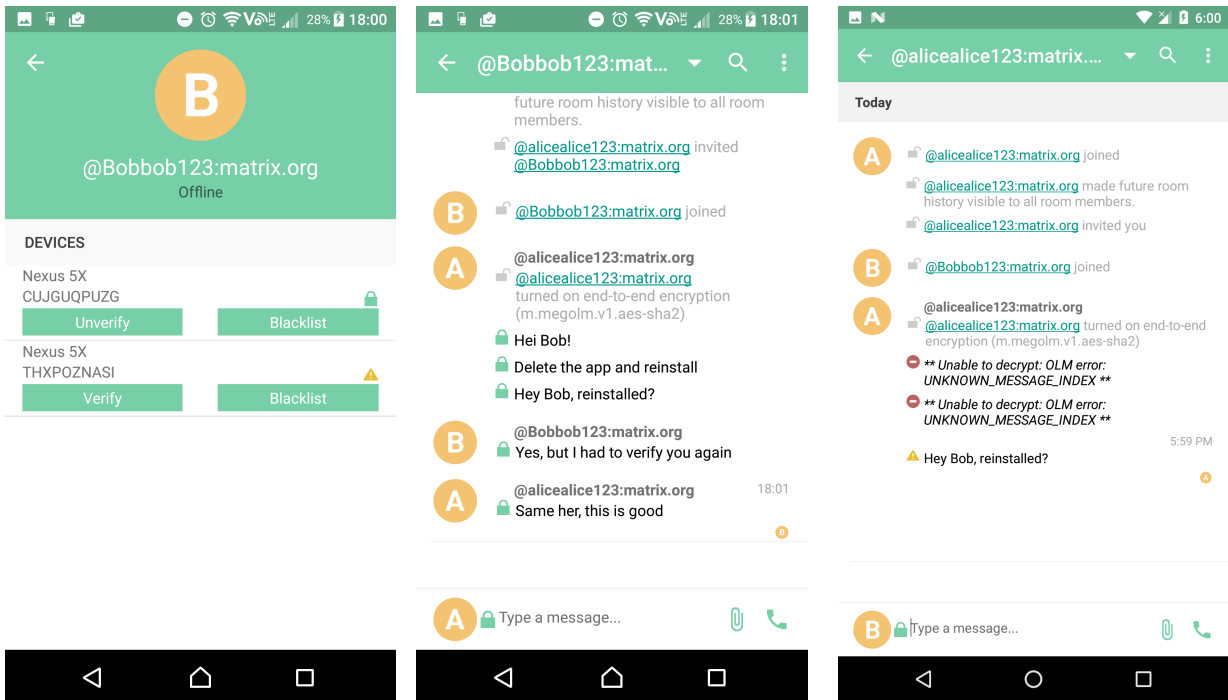 28% 18:00
B
@Bobbob123:matrix.org
Offline
DEVICES
Nexus 5X
CUJGUQPUZG
Unverify
Blacklist
Nexus 5X
THXPOZNASI
Verify
Blacklist
28% 18:01
@Bobbob123:mat...
future room history visible to all room
members.
@alicealice123:matrix.org invited
@Bobbob123:matrix.org
B
@Bobbob123:matrix.org joined
A
@alicealice123:matrix.org
@alicealice123:matrix.org
turned on end-to-end encryption
(m.megolm.v1.aes-sha2)
Hei Bob!
Delete the app and reinstall
Hey Bob, reinstalled?
B
@Bobbob123:matrix.org
Yes, but I had to verify you again
A
@alicealice123:matrix.org 18:01
Same her, this is good
B
A
Type a message...
6:00
@alicealice123:matrix....
Today
A
@alicealice123:matrix.org joined
@alicealice123:matrix.org made future room
history visible to all room members.
@alicealice123:matrix.org invited you
B
@Bobbob123:matrix.org joined
A
@alicealice123:matrix.org
@alicealice123:matrix.org turned on end-to-end
encryption (m.megolm.v1.aes-sha2)
** Unable to decrypt: OLM error:
UNKNOWN_MESSAGE_INDEX **
** Unable to decrypt: OLM error:
UNKNOWN_MESSAGE_INDEX **
5:59 PM
Hey Bob, reinstalled?
A
B
Type a message...